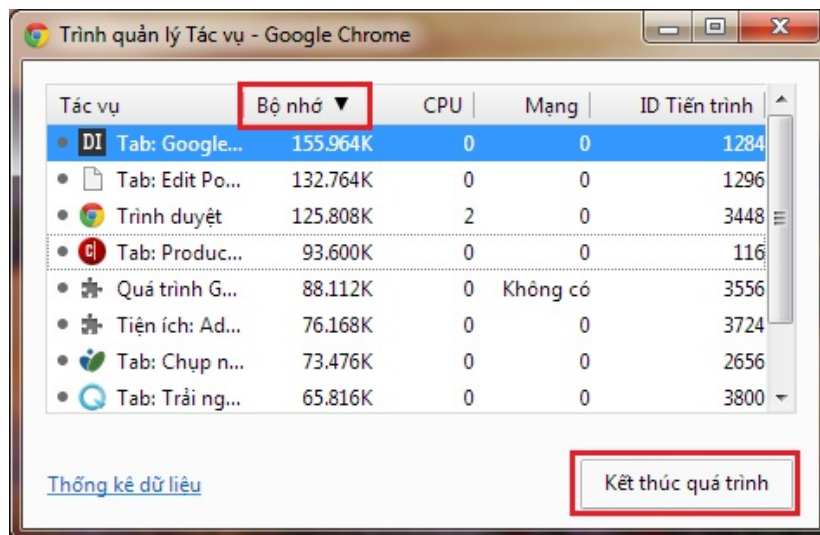 Trình quản lý Tác vụ - Google Chrome
Tác vụ Bộ nhớ ▼ CPU Mạng ID Tiến trình
DI Tab: Google... 155.964K 0 0 1284
Tab: Edit Po... 132.764K 0 0 1296
Trình duyệt 125.808K 2 0 3448
Tab: Produc... 93.600K 0 0 116
Quá trình G... 88.112K 0 Không có 3556
Tiện ích: Ad... 76.168K 0 0 3724
Tab: Chụp n... 73.476K 0 0 2656
Tab: Trải ng... 65.816K 0 0 3800
Thống kê dữ liệu
Kết thúc quá trình